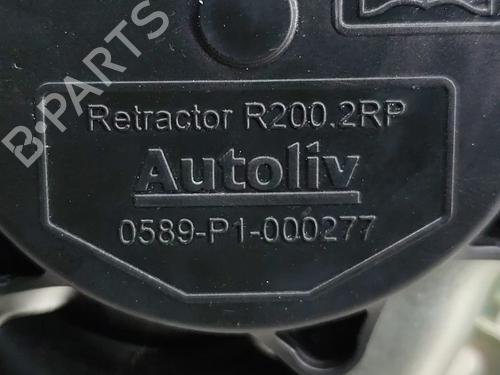 B-PARTS
Retractor R200.2RP
Autoliv
0589-P1-000277